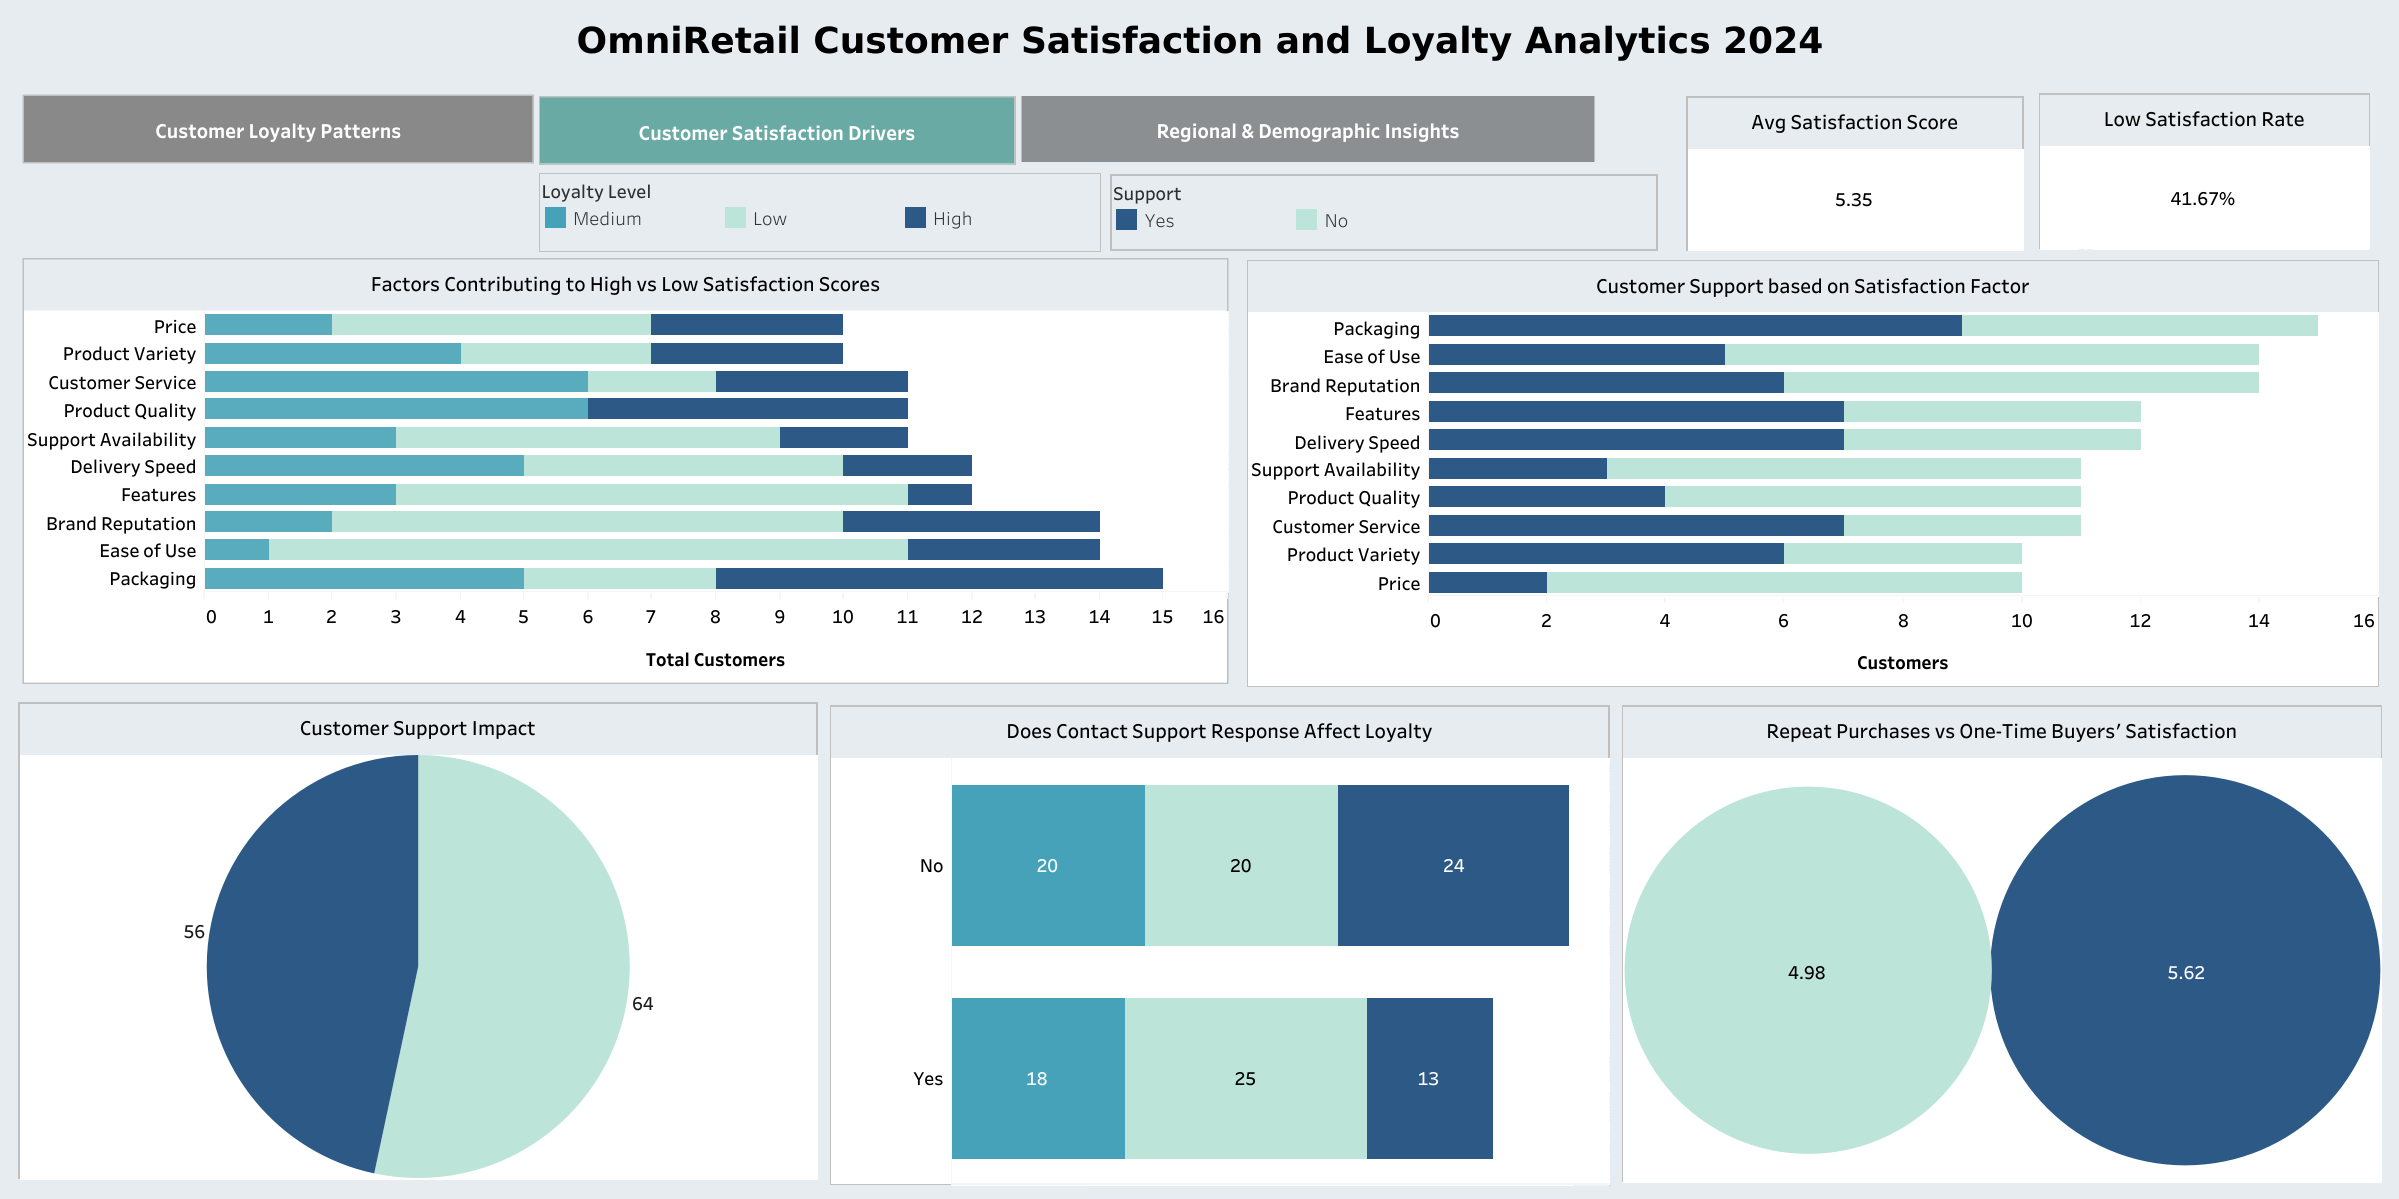 OmniRetail Customer Satisfaction and Loyalty Analytics 2024
Customer Loyalty Patterns
Customer Satisfaction Drivers
Regional & Demographic Insights
Avg Satisfaction Score
5.35
Low Satisfaction Rate
41.67%
Loyalty Level
Medium Low High
Support
Yes No
Factors Contributing to High vs Low Satisfaction Scores
Price
Product Variety
Customer Service
Product Quality
Support Availability
Delivery Speed
Features
Brand Reputation
Ease of Use
Packaging
0 1 2 3 4 5 6 7 8 9 10 11 12 13 14 15 16
Total Customers
Customer Support based on Satisfaction Factor
Packaging
Ease of Use
Brand Reputation
Features
Delivery Speed
Support Availability
Product Quality
Customer Service
Product Variety
Price
0 2 4 6 8 10 12 14 16
Customers
Customer Support Impact
56
64
Does Contact Support Response Affect Loyalty
No 20 20 24
Yes 18 25 13
Repeat Purchases vs One-Time Buyers’ Satisfaction
4.98 5.62